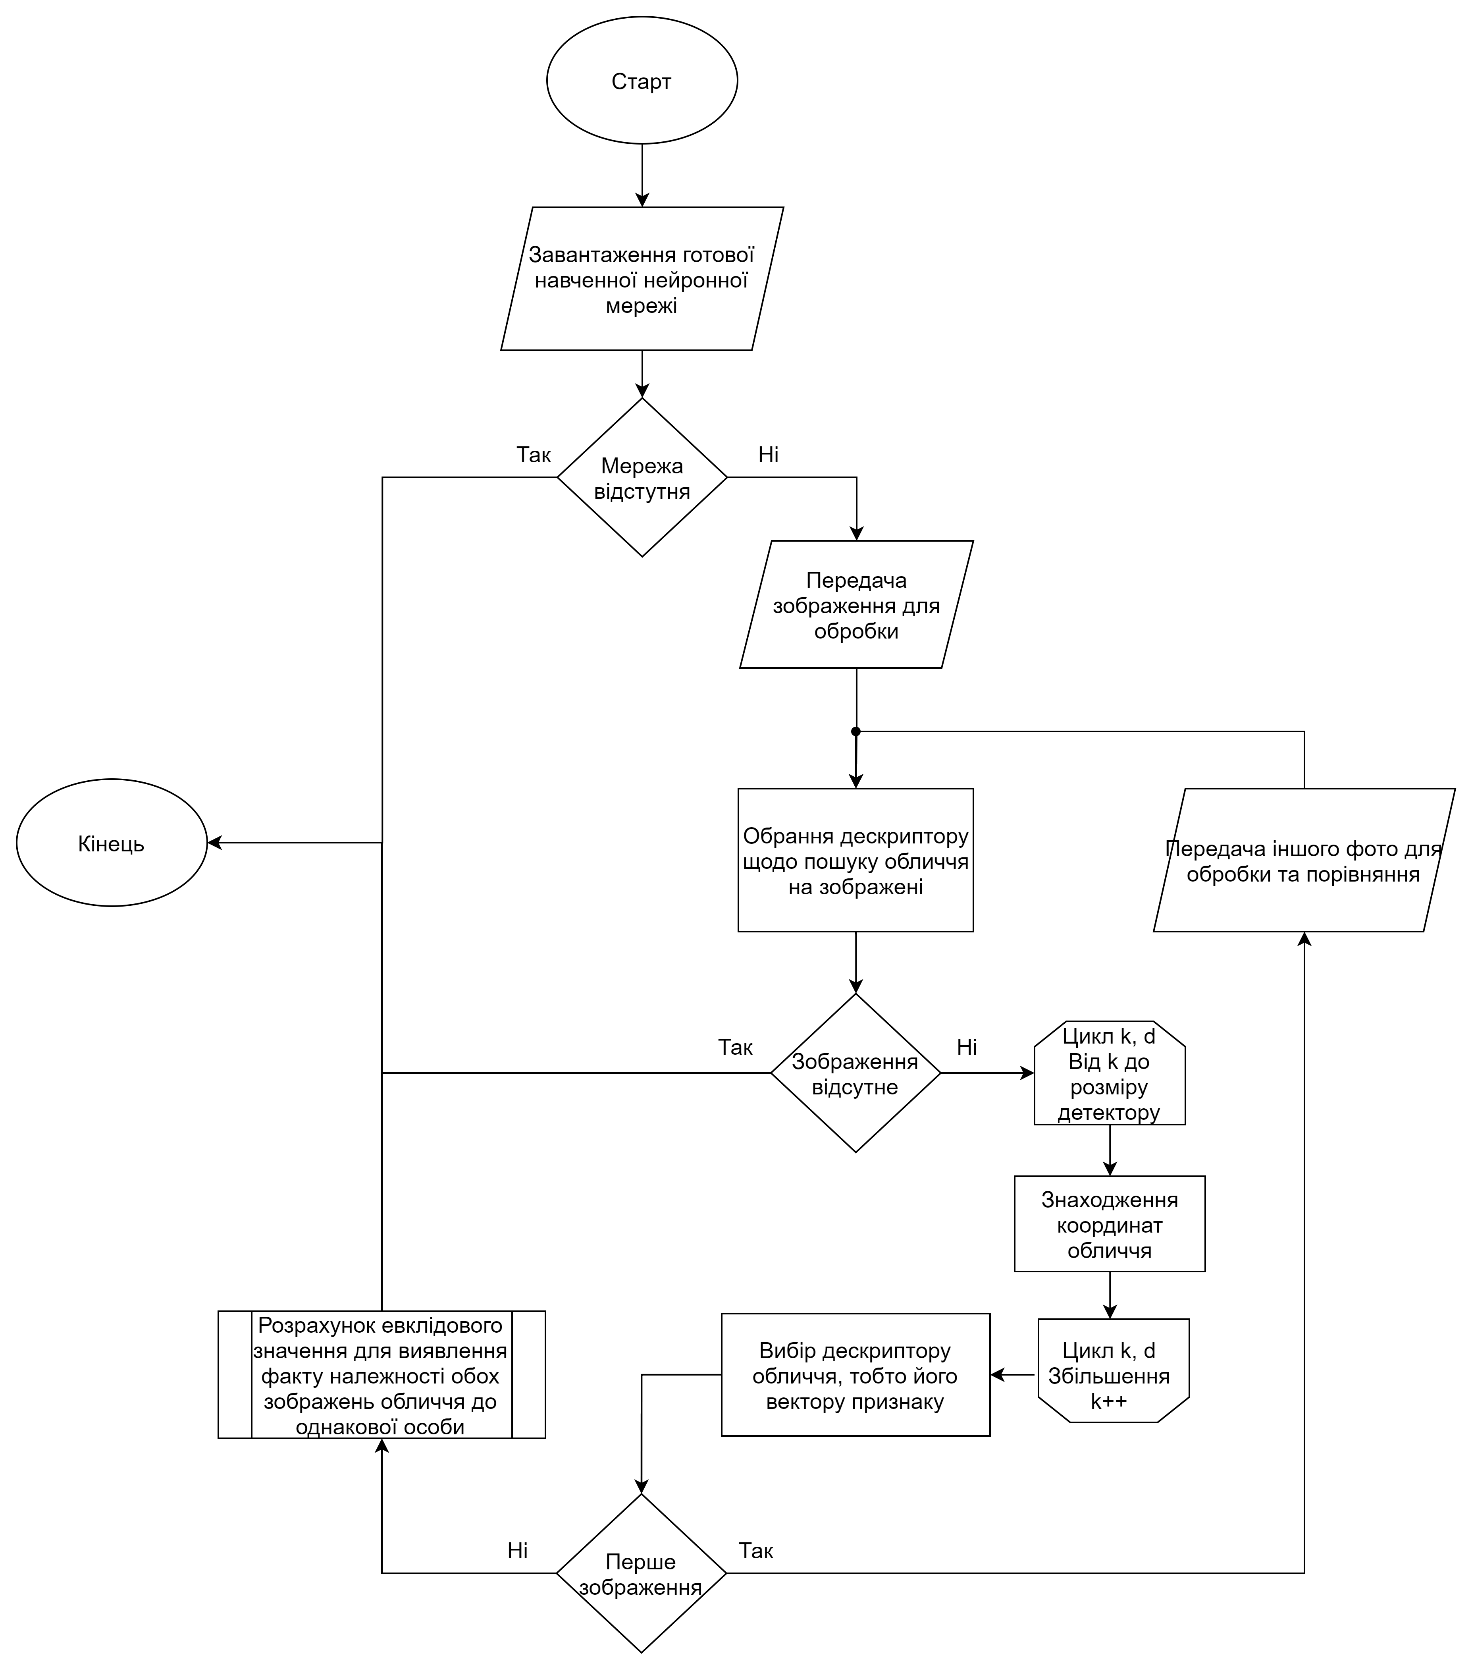 Старт
Завантаження готової
навченної нейронної
мережі
Так
Ні
Мережа
відстутня
Передача
зображення для
обробки
Кінець
Обрання дескриптору
щодо пошуку обличчя
на зображені
Передача іншого фото для
обробки та порівняння
Так
Ні
Зображення
відсутне
Цикл k, d
Від k до
розміру
детектору
Знаходження
координат
обличчя
Розрахунок евклідового
значення для виявлення
факту належності обох
зображень обличчя до
однакової особи
Вибір дескриптору
обличчя, тобто його
вектору признаку
Цикл k, d
Збільшення
k++
Ні
Так
Перше
зображення